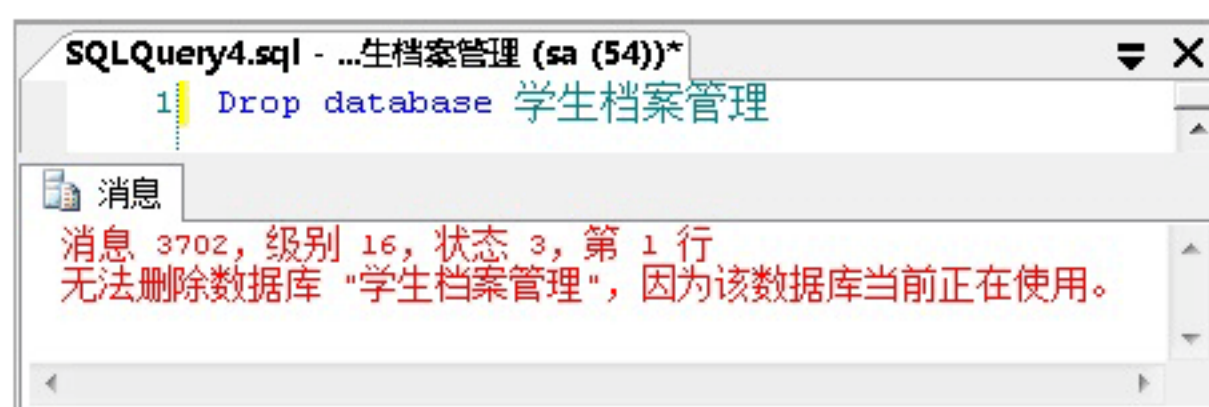 SQLQuery4.sql - ...生档案管理 (sa (54))*
1 Drop database 学生档案管理
消息
消息 3702，级别 16，状态 3，第 1 行
无法删除数据库 "学生档案管理"，因为该数据库当前正在使用。